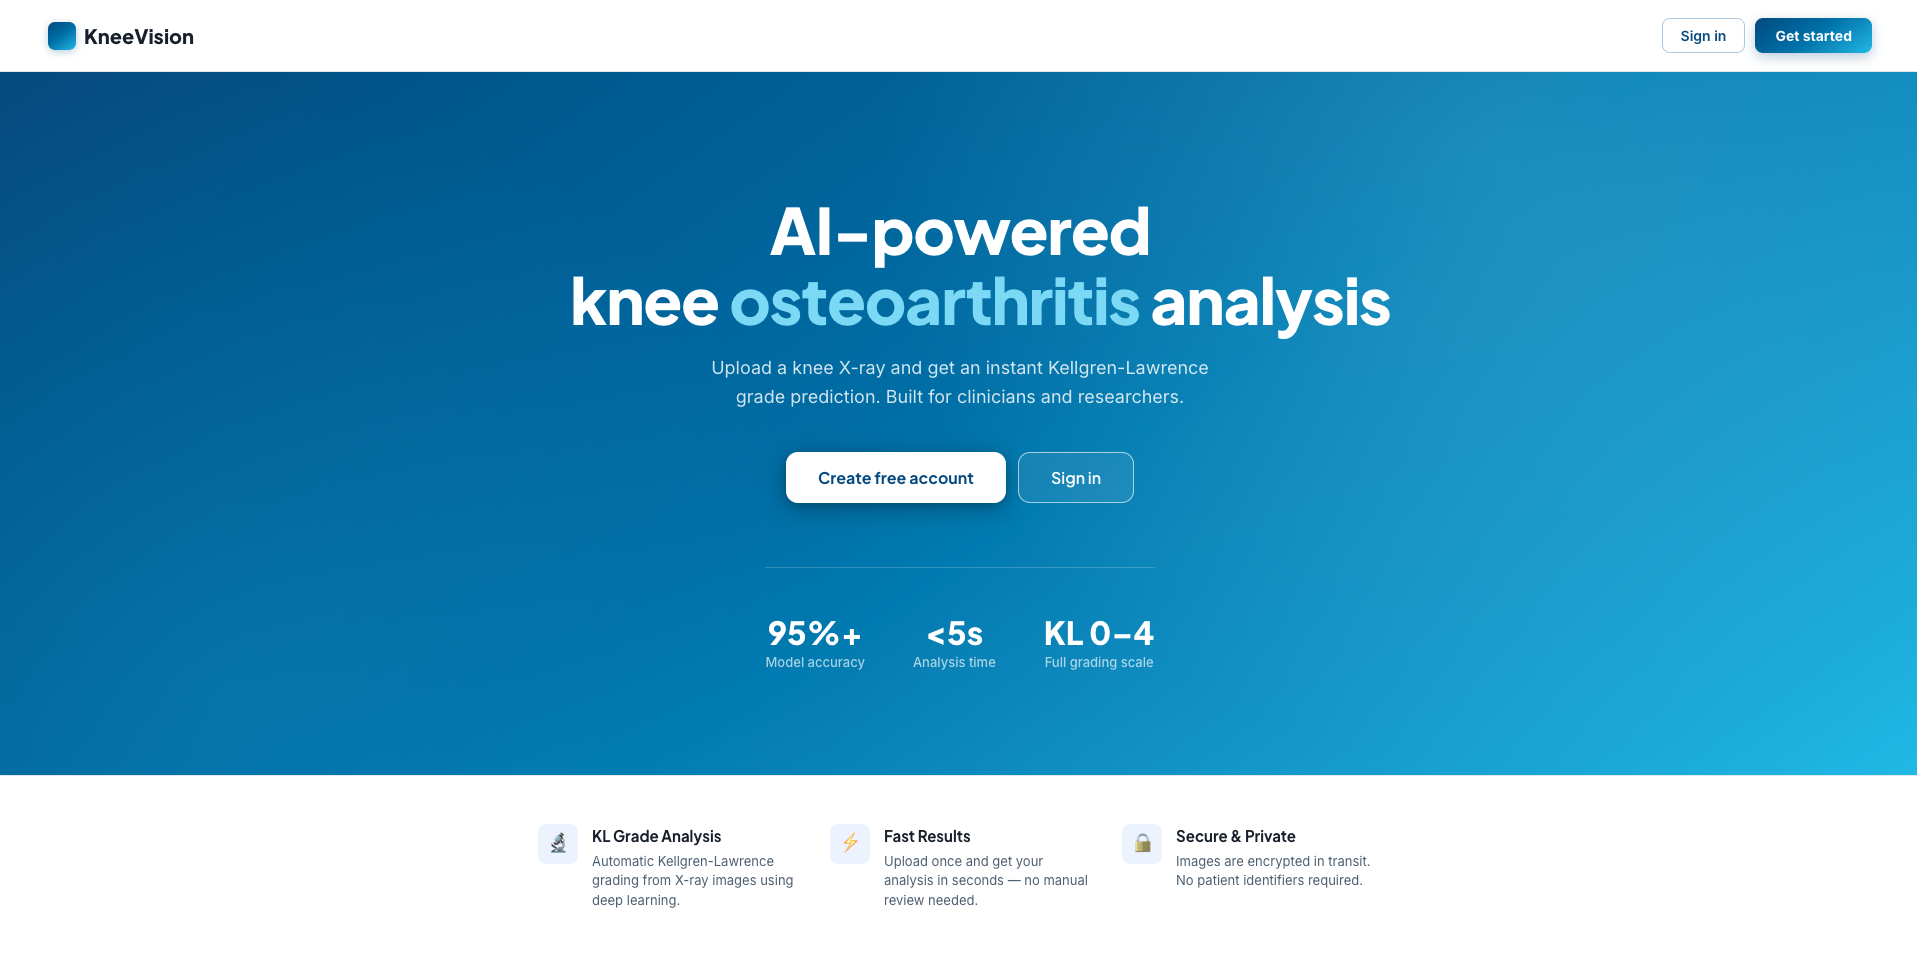 KneeVision
Sign in
Get started
AI-powered
knee osteoarthritis analysis
Upload a knee X-ray and get an instant Kellgren-Lawrence
grade prediction. Built for clinicians and researchers.
Create free account
Sign in
95%+
Model accuracy
<5s
Analysis time
KL 0–4
Full grading scale
KL Grade Analysis
Automatic Kellgren-Lawrence
grading from X-ray images using
deep learning.
Fast Results
Upload once and get your
analysis in seconds — no manual
review needed.
Secure & Private
Images are encrypted in transit.
No patient identifiers required.